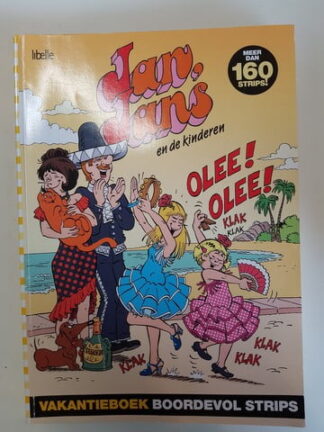 libelle
MEER
DAN
160
STRIPS!
Jan,
Jans
en de kinderen
OLEE!
OLEE!
KLAK
KLAK
KLAK
KLAK
KLAK
KLAK
VAKANTIEBOEK BOORDEVOL STRIPS